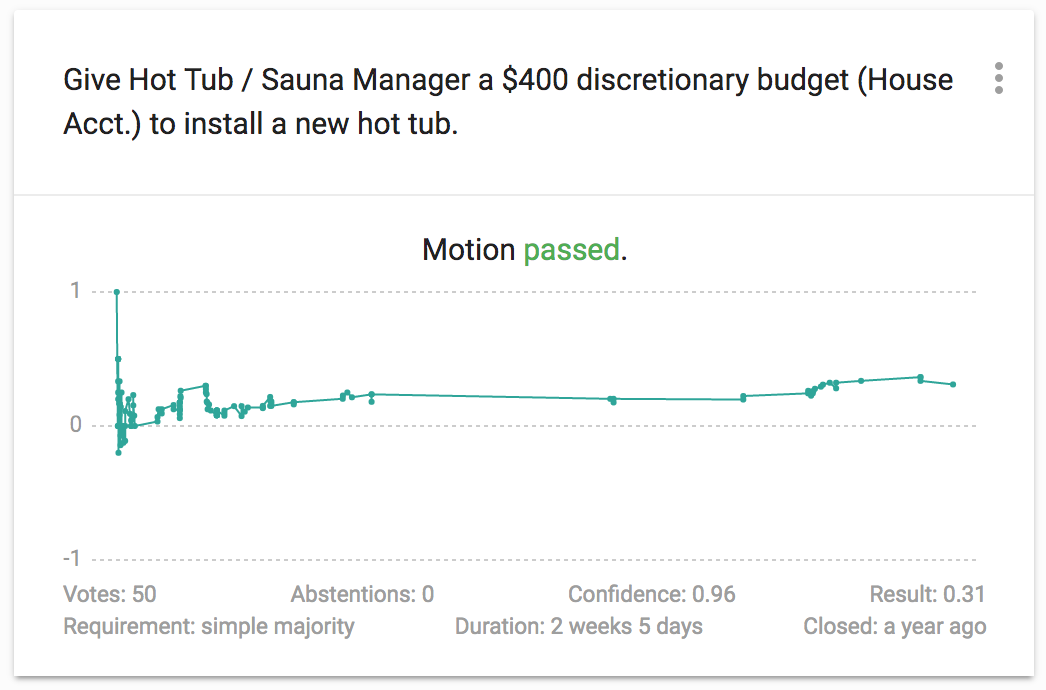 Give Hot Tub / Sauna Manager a $400 discretionary budget (House
Acct.) to install a new hot tub.
Motion passed.
1
0
-1
Votes: 50 Abstentions: 0 Confidence: 0.96 Result: 0.31
Requirement: simple majority Duration: 2 weeks 5 days Closed: a year ago